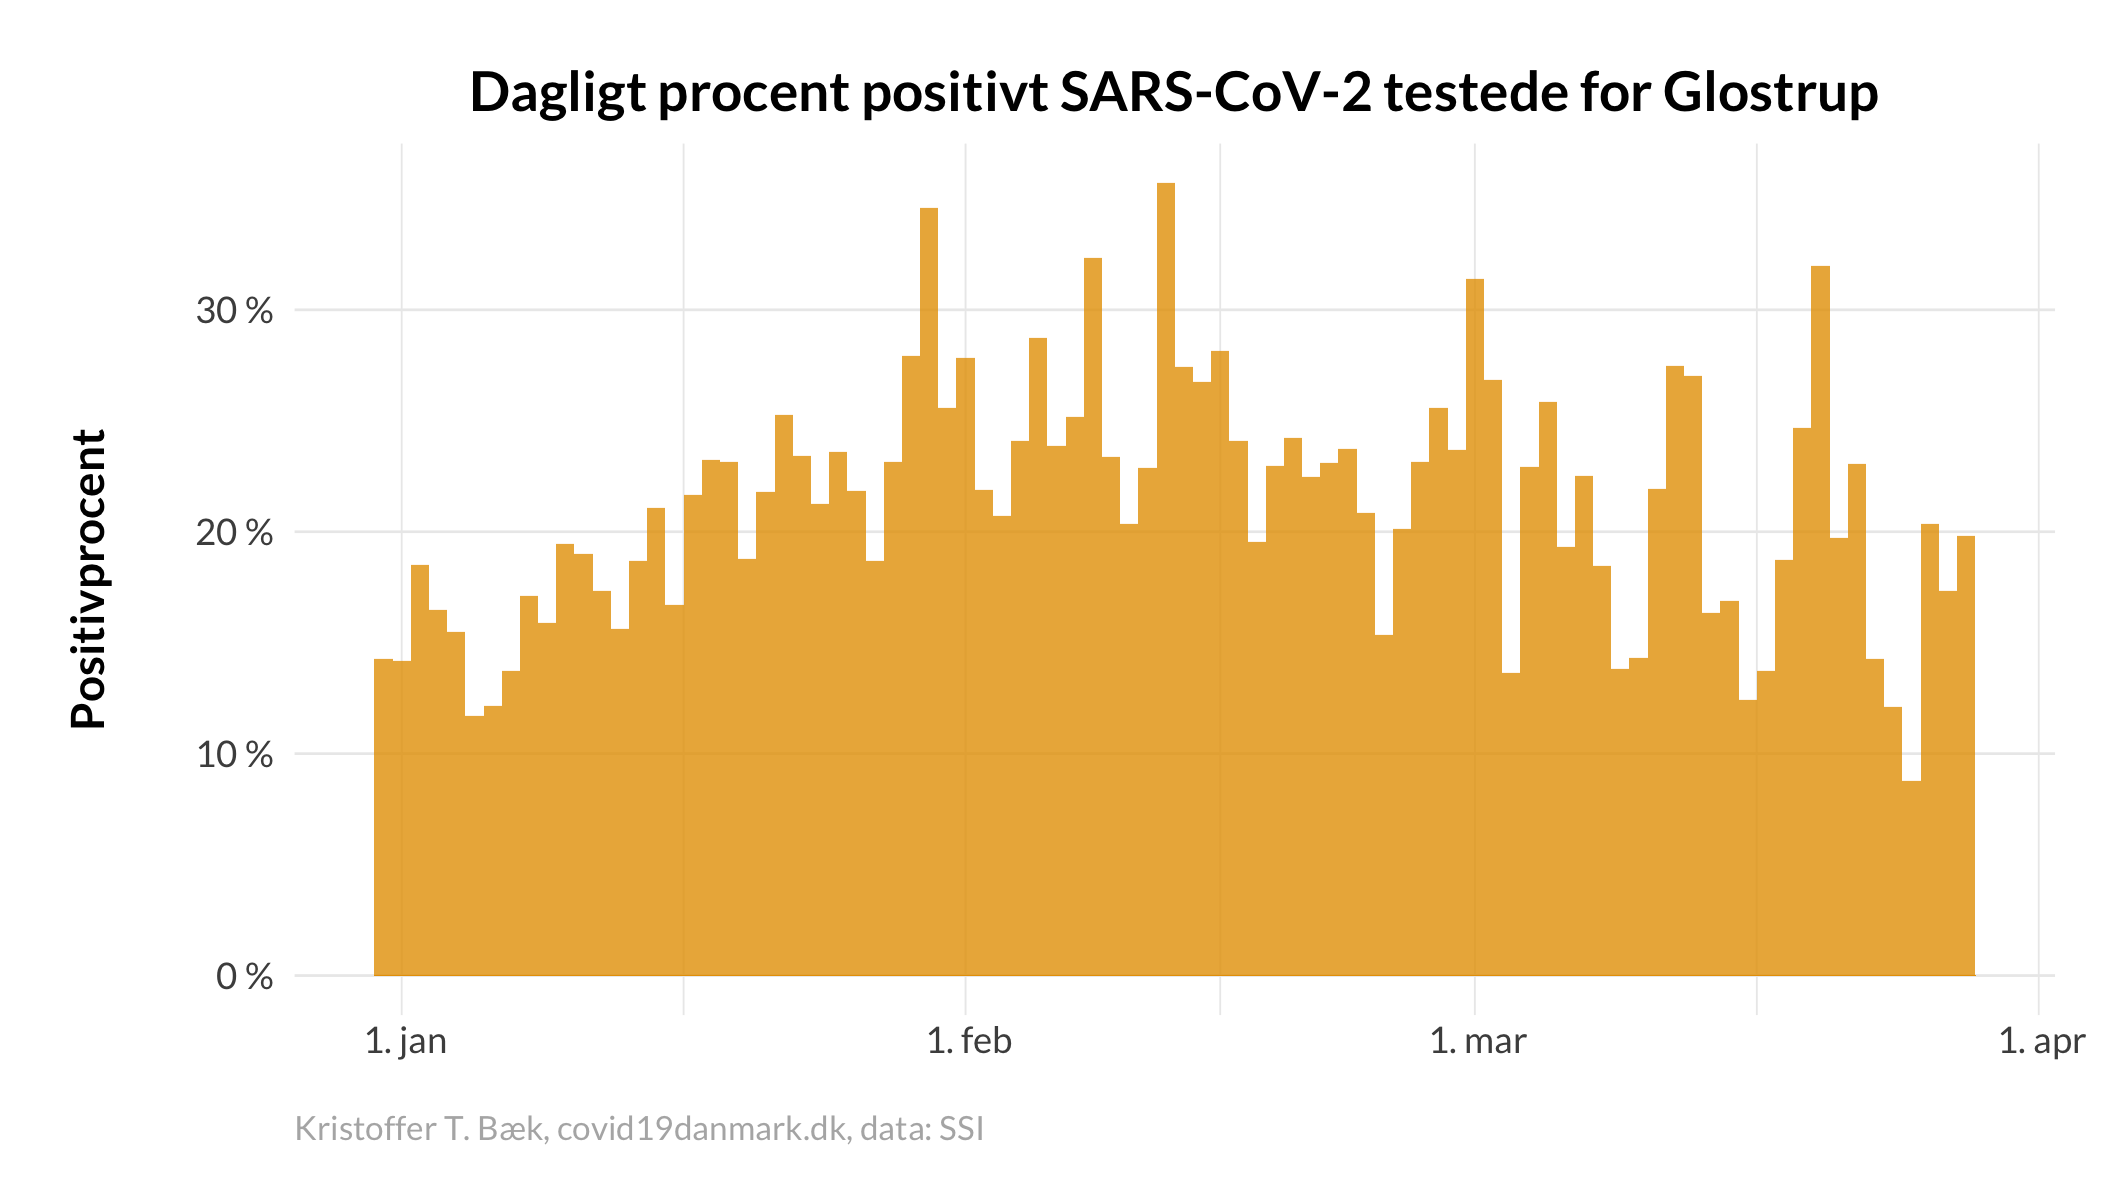 Dagligt procent positivt SARS-CoV-2 testede for Glostrup
Positivprocent
30 %
20 %
10 %
0 %
1. jan
1. feb
1. mar
1. apr
Kristoffer T. Bæk, covid19danmark.dk, data: SSI